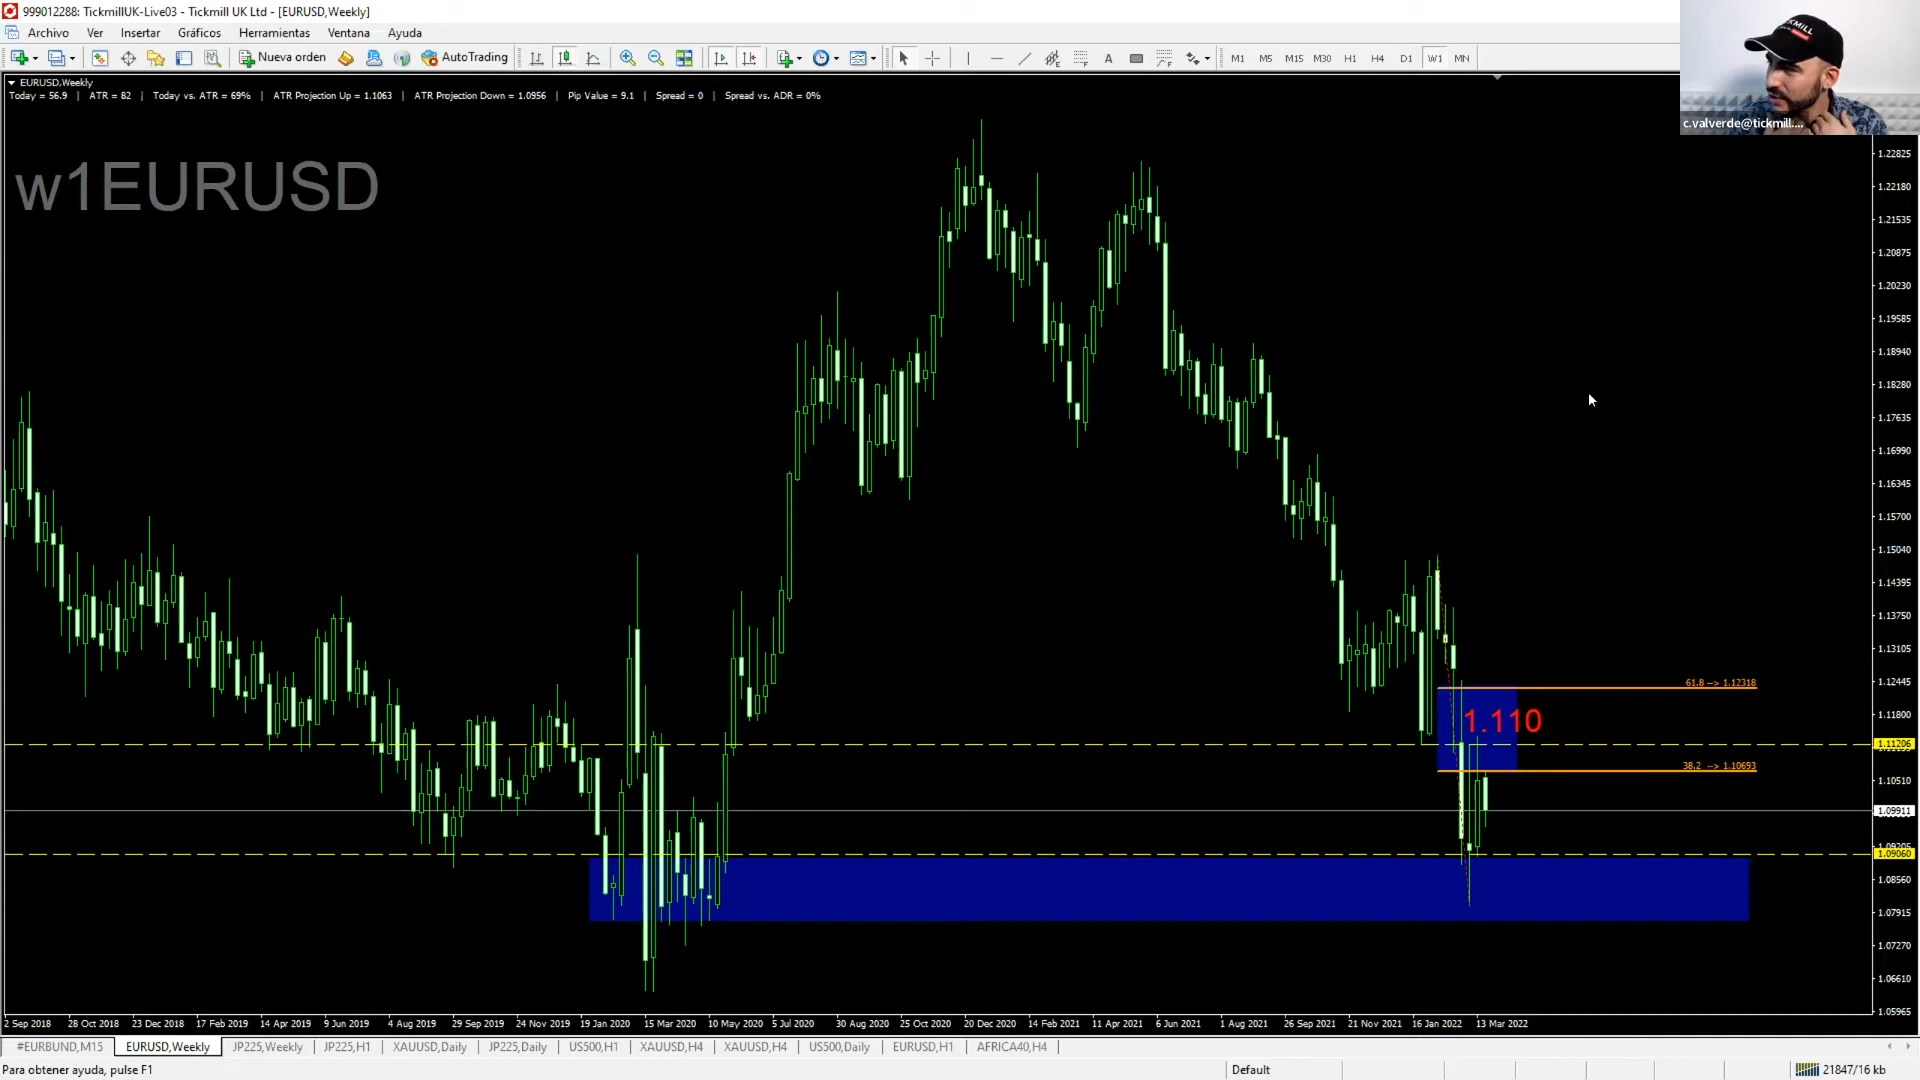 999012288: TickmillUK-Live03 - Tickmill UK Ltd - [EURUSD,Weekly]
Archivo Ver Insertar Gráficos Herramientas Ventana Ayuda
Nueva orden AutoTrading A M1 M5 M15 M30 H1 H4 D1 W1 MN
TICKMILL
c.valverde@tickmill....
EURUSD,Weekly
Today = 56.9 | ATR = 82 | Today vs. ATR = 69% | ATR Projection Up = 1.1063 | ATR Projection Down = 1.0956 | Pip Value = 9.1 | Spread = 0 | Spread vs. ADR = 0%
w1EURUSD
1.22825
1.22180
1.21535
1.20875
1.20230
1.19585
1.18940
1.18280
1.17635
1.16990
1.16345
1.15700
1.15040
1.14395
1.13750
1.13105
1.12445
61.8 --> 1.12318
1.11800
1.110
1.11206
38.2 --> 1.10693
1.10510
1.09911
1.09060
1.08560
1.07915
1.07270
1.06610
1.05965
2 Sep 2018 28 Oct 2018 23 Dec 2018 17 Feb 2019 14 Apr 2019 9 Jun 2019 4 Aug 2019 29 Sep 2019 24 Nov 2019 19 Jan 2020 15 Mar 2020 10 May 2020 5 Jul 2020 30 Aug 2020 25 Oct 2020 20 Dec 2020 14 Feb 2021 11 Apr 2021 6 Jun 2021 1 Aug 2021 26 Sep 2021 21 Nov 2021 16 Jan 2022 13 Mar 2022
#EURBUND,M15 EURUSD,Weekly JP225,Weekly JP225,H1 XAUUSD,Daily JP225,Daily US500,H1 XAUUSD,H4 XAUUSD,H4 US500,Daily EURUSD,H1 AFRICA40,H4
Para obtener ayuda, pulse F1 Default 21847/16 kb